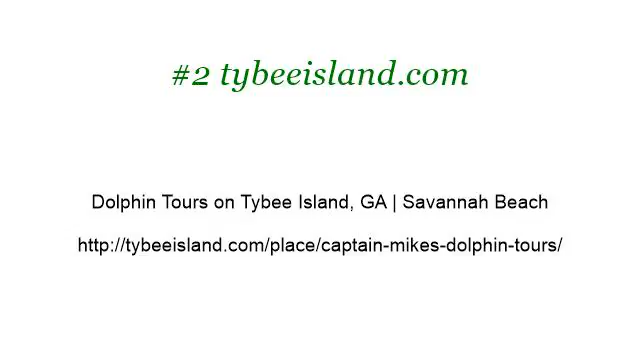 #2 tybeeisland.com
Dolphin Tours on Tybee Island, GA | Savannah Beach
http://tybeeisland.com/place/captain-mikes-dolphin-tours/